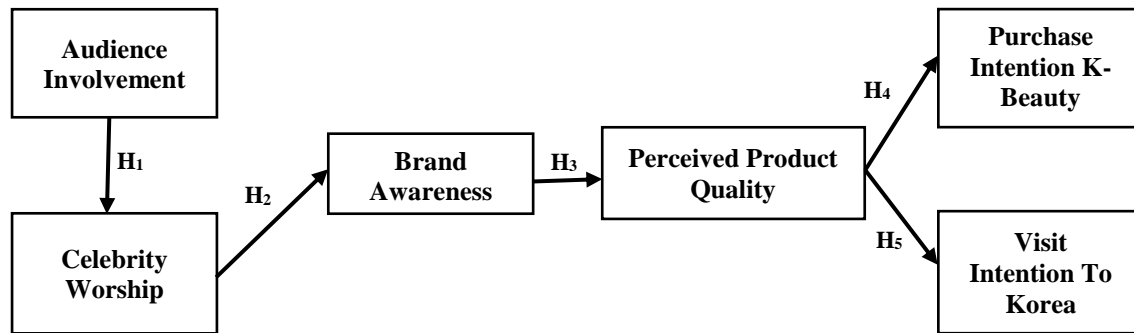 Audience
Involvement
H1
Celebrity
Worship
H2
Brand
Awareness
H3
Perceived Product
Quality
H4
Purchase
Intention K-
Beauty
H5
Visit
Intention To
Korea